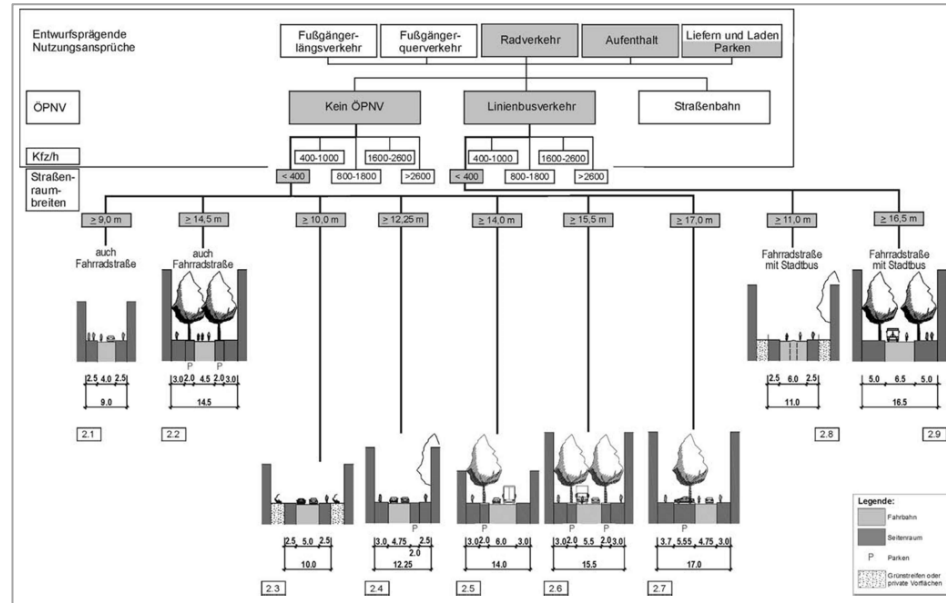 Entwurfsprägende
Nutzungsansprüche
Fußgänger-
längsverkehr
Fußgänger-
querverkehr
Radverkehr
Aufenthalt
Liefern und Laden
Parken
ÖPNV
Kein ÖPNV
Linienbusverkehr
Straßenbahn
Kfz/h
400-1000
1600-2600
400-1000
1600-2600
< 400
800-1800
>2600
< 400
800-1800
>2600
Straßen-
raum-
breiten
≥ 9,0 m
≥ 14,5 m
≥ 10,0 m
≥ 12,25 m
≥ 14,0 m
≥ 15,5 m
≥ 17,0 m
≥ 11,0 m
≥ 16,5 m
auch
Fahrradstraße
auch
Fahrradstraße
Fahrradstraße
mit Stadtbus
Fahrradstraße
mit Stadtbus
P P
2.5 4.0 2.5
9.0
3.0 2.0 4.5 2.0 3.0
14.5
2.5 6.0 2.5
11.0
5.0 6.5 5.0
16.5
2.1
2.2
2.8
2.9
P
P
P P
P
2.5 5.0 2.5
10.0
3.0 4.75 2.5
2.0
12.25
3.0 2.0 6.0 3.0
14.0
3.0 2.0 5.5 2.0 3.0
15.5
3.7 5.55 4.75 3.0
17.0
2.3
2.4
2.5
2.6
2.7
Legende:
Fahrbahn
Seitenraum
P Parken
Grünstreifen oder
private Vorflächen